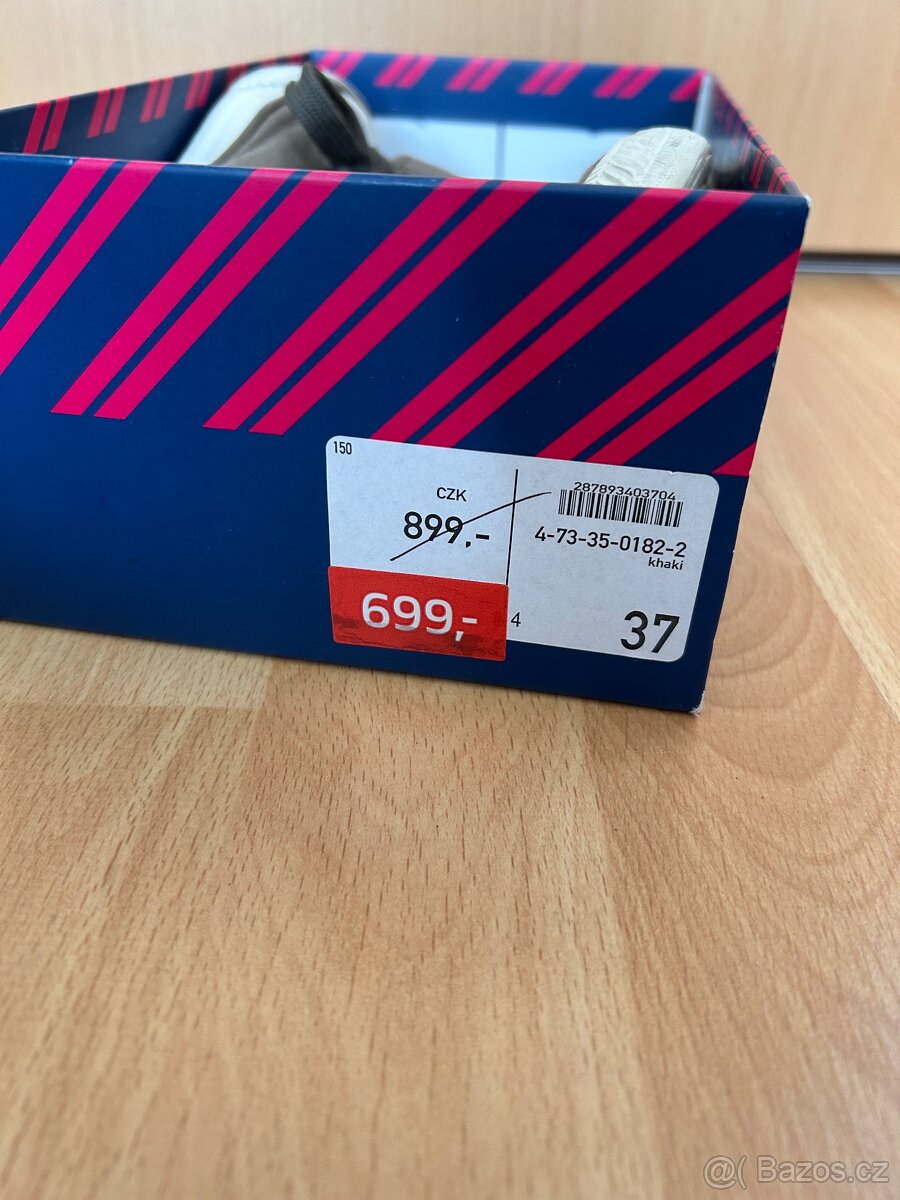 150
CZK
899,-
699,-
287893403704
4-73-35-0182-2
khaki
4
37
@( Bazos.cz